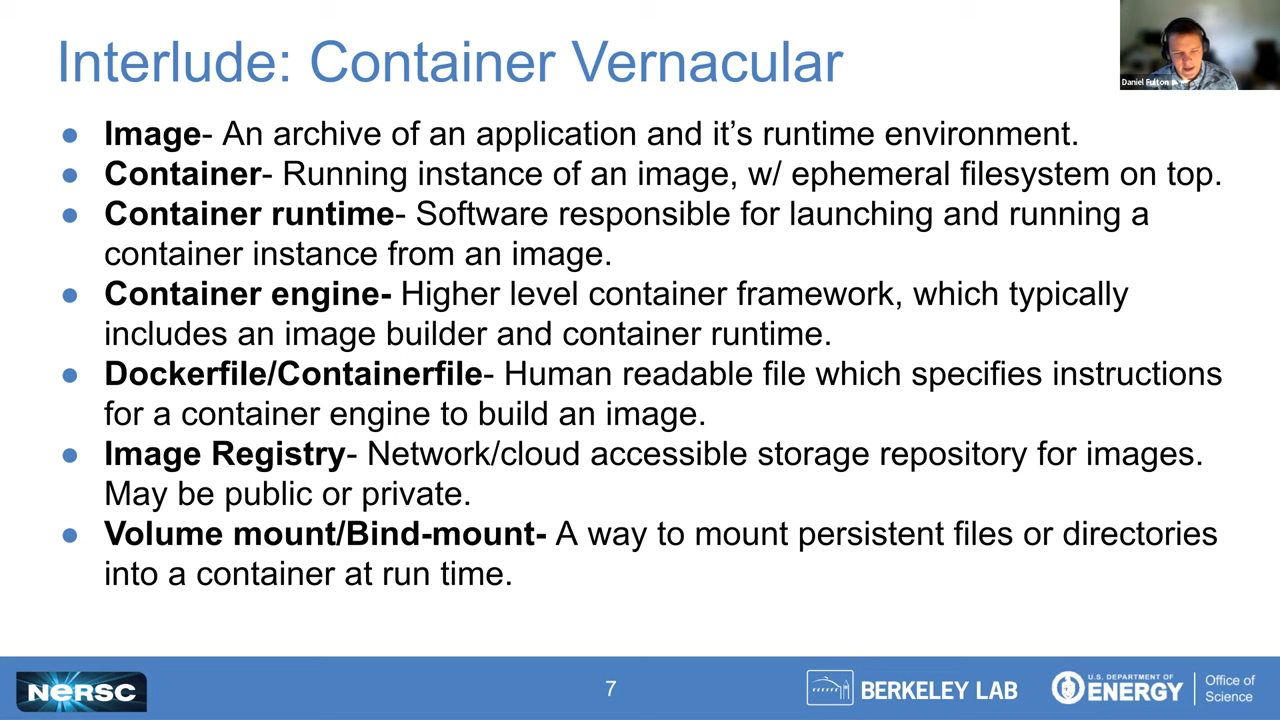 Interlude: Container Vernacular
Daniel Fulton
● Image- An archive of an application and it's runtime environment.
● Container- Running instance of an image, w/ ephemeral filesystem on top.
● Container runtime- Software responsible for launching and running a
container instance from an image.
● Container engine- Higher level container framework, which typically
includes an image builder and container runtime.
● Dockerfile/Containerfile- Human readable file which specifies instructions
for a container engine to build an image.
● Image Registry- Network/cloud accessible storage repository for images.
May be public or private.
● Volume mount/Bind-mount- A way to mount persistent files or directories
into a container at run time.
NERSC
7
BERKELEY LAB
U.S. DEPARTMENT OF
ENERGY
Office of
Science